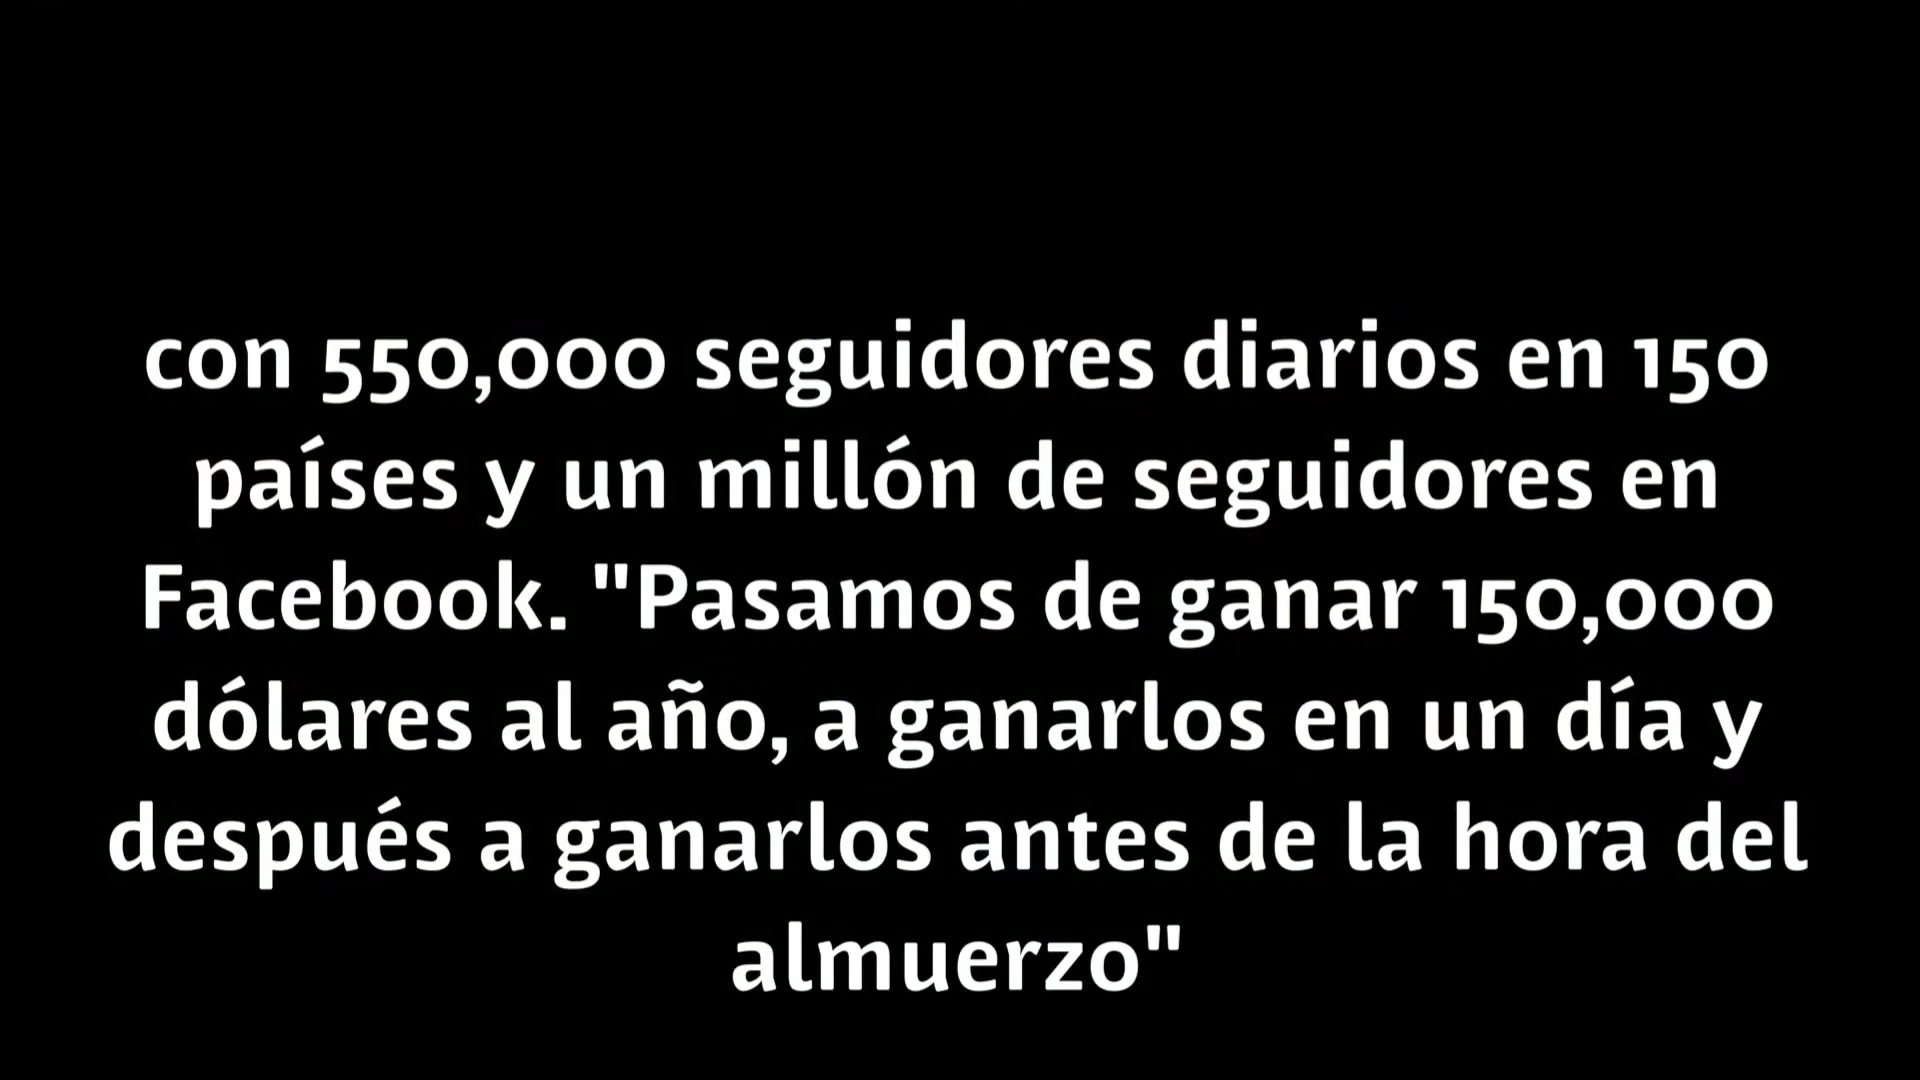 con 550,000 seguidores diarios en 150
países y un millón de seguidores en
Facebook. "Pasamos de ganar 150,000
dólares al año, a ganarlos en un día y
después a ganarlos antes de la hora del
almuerzo"